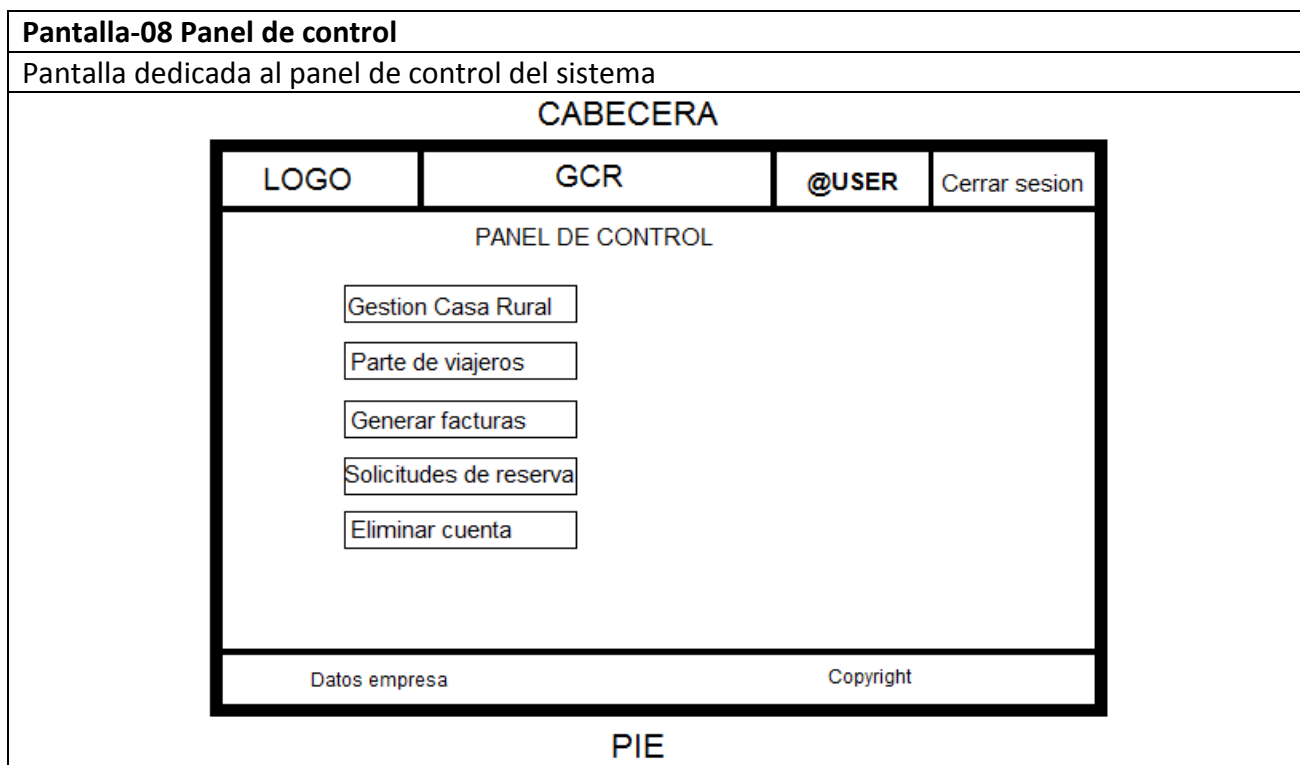 Pantalla-08 Panel de control
Pantalla dedicada al panel de control del sistema
CABECERA
LOGO GCR @USER Cerrar sesion
PANEL DE CONTROL
Gestion Casa Rural
Parte de viajeros
Generar facturas
Solicitudes de reserva
Eliminar cuenta
Datos empresa Copyright
PIE